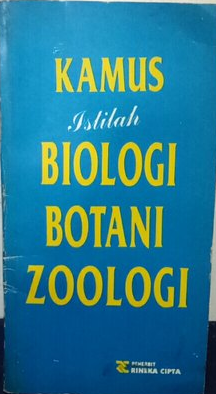 KAMUS
Istilah
BIOLOGI
BOTANI
ZOOLOGI
PENERBIT
RINEKA CIPTA